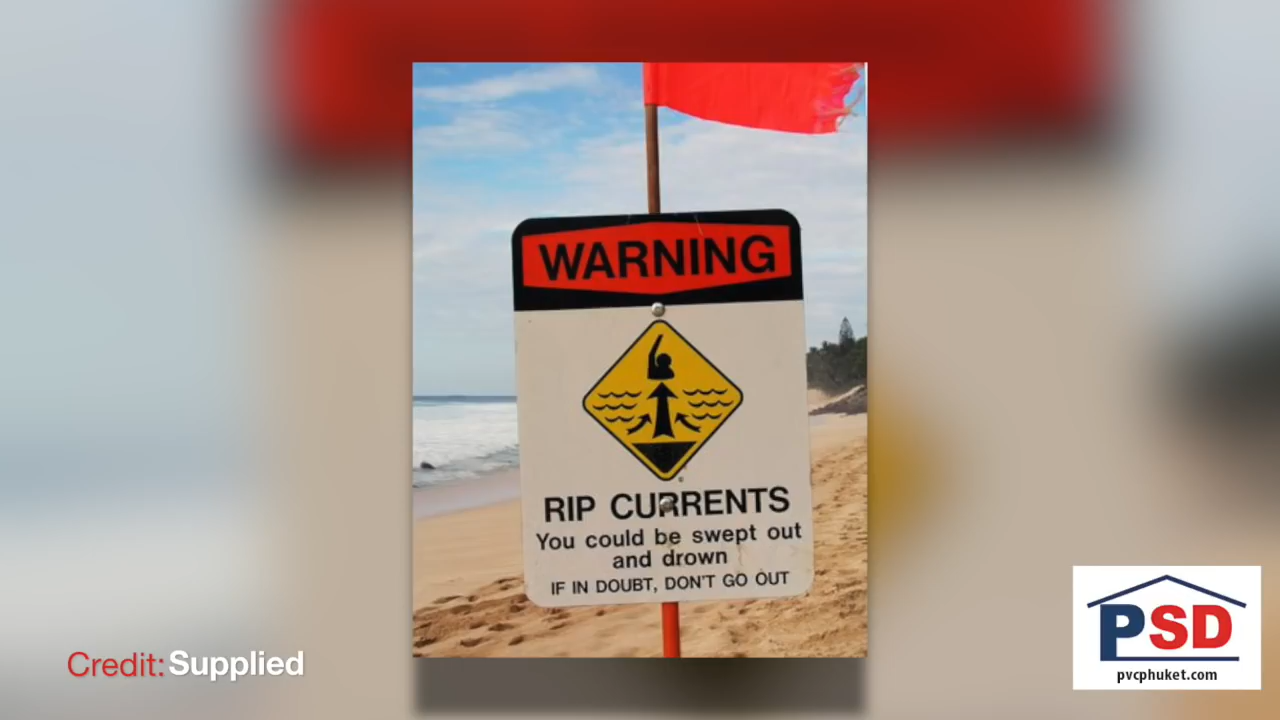 WARNING
RIP CURRENTS
You could be swept out
and drown
IF IN DOUBT, DON'T GO OUT
Credit: Supplied
PSD
pvcphuket.com